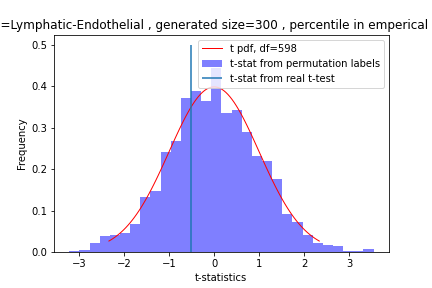 =Lymphatic-Endothelial , generated size=300 , percentile in emperical
t pdf, df=598
t-stat from permutation labels
t-stat from real t-test
Frequency
0.5
0.4
0.3
0.2
0.1
0.0
−3 −2 −1 0 1 2 3
t-statistics